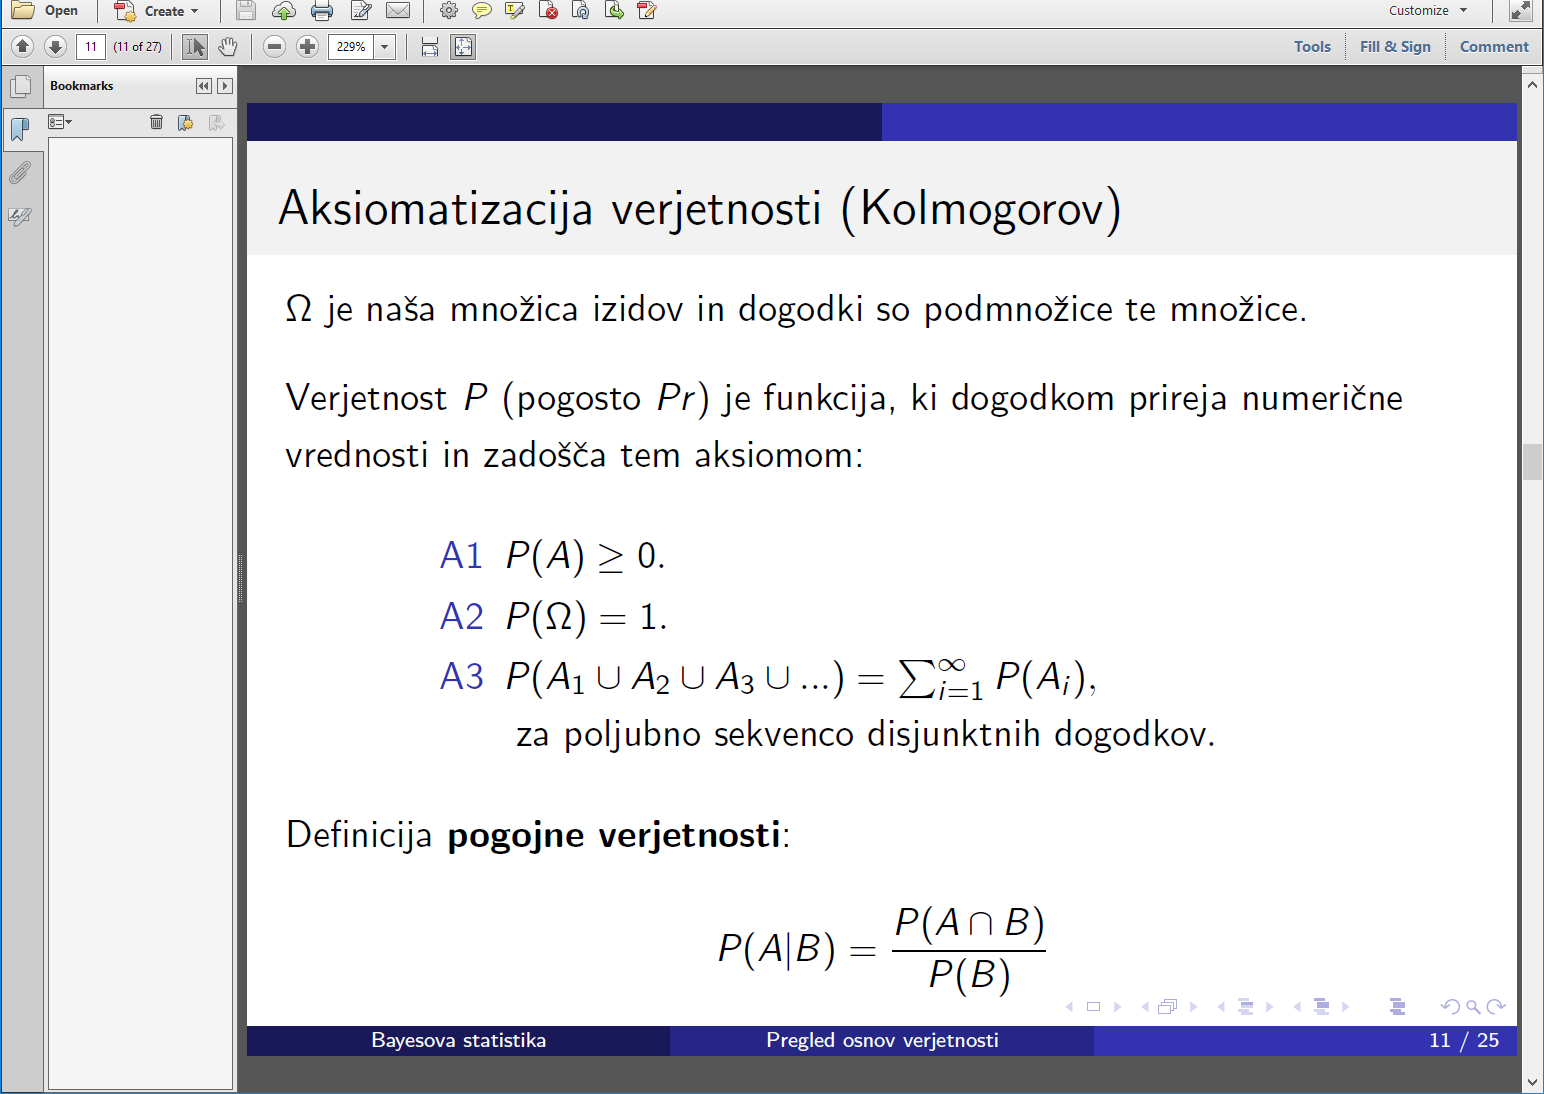 Open
Create
Customize
11
(11 of 27)
229%
Tools
Fill & Sign
Comment
Bookmarks
Aksiomatizacija verjetnosti (Kolmogorov)
Ω je naša množica izidov in dogodki so podmnožice te množice.
Verjetnost P (pogosto Pr) je funkcija, ki dogodkom prireja numerične
vrednosti in zadošča tem aksiomom:
A1 P(A) ≥ 0.
A2 P(Ω) = 1.
A3 P(A₁ ∪ A₂ ∪ A₃ ∪ ...) = ∑_{i=1}^{∞} P(Aᵢ),
za poljubno sekvenco disjunktnih dogodkov.
Definicija pogojne verjetnosti:
P(A|B) = P(A ∩ B) / P(B)
Bayesova statistika
Pregled osnov verjetnosti
11 / 25